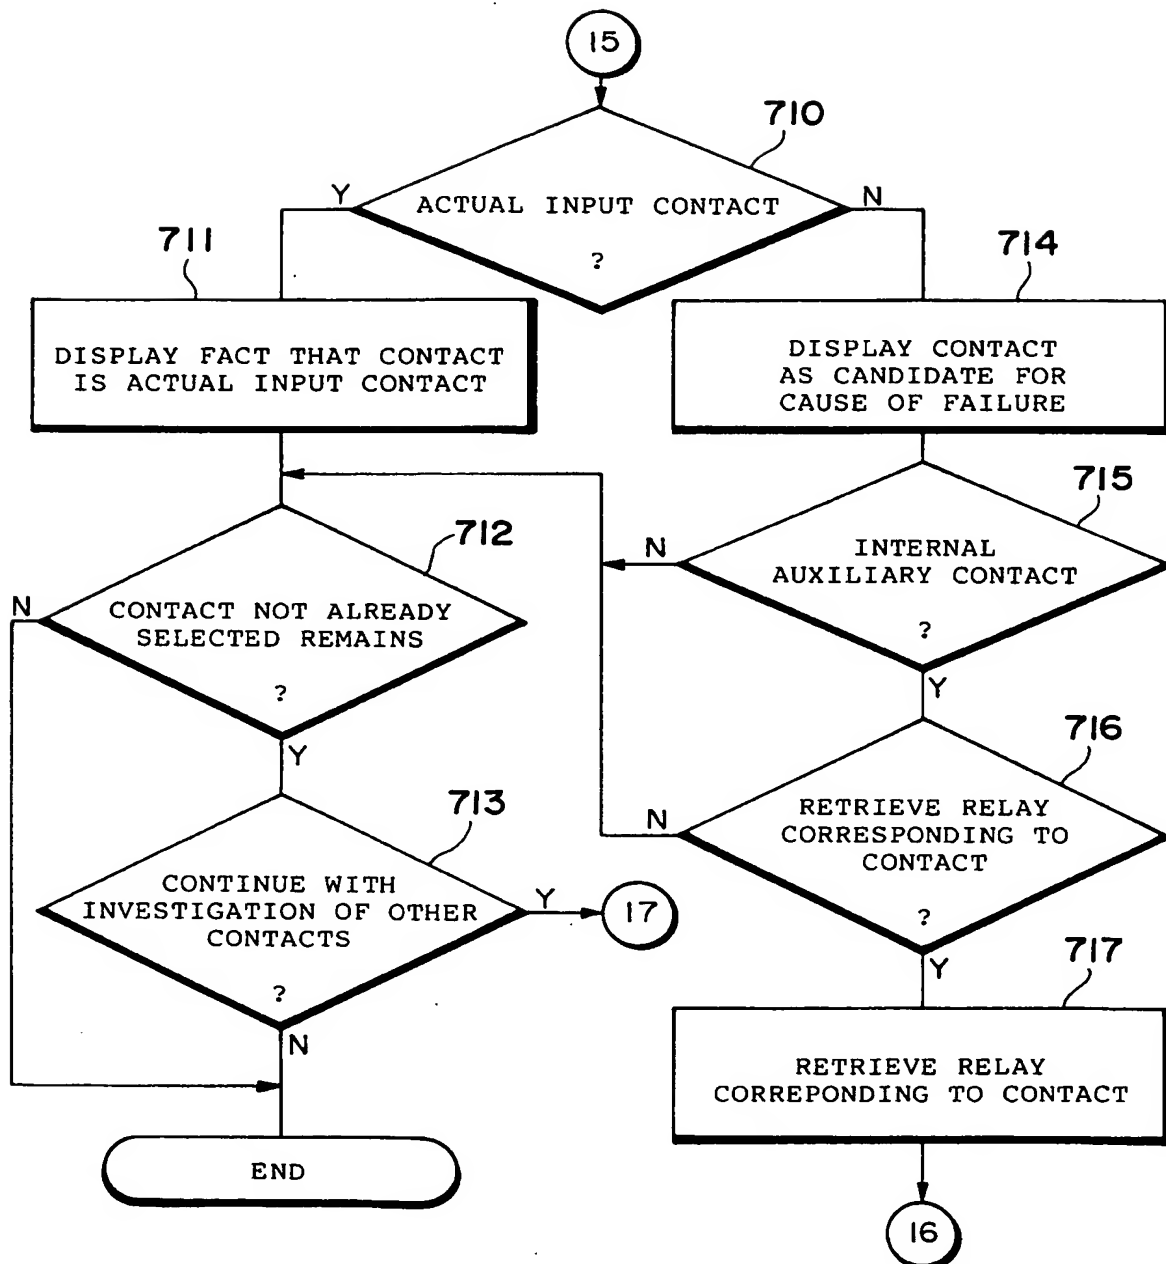 15
710
Y
ACTUAL INPUT CONTACT
N
?
711
714
DISPLAY FACT THAT CONTACT
IS ACTUAL INPUT CONTACT
DISPLAY CONTACT
AS CANDIDATE FOR
CAUSE OF FAILURE
715
712
N
INTERNAL
AUXILIARY CONTACT
?
Y
N
CONTACT NOT ALREADY
SELECTED REMAINS
?
Y
716
713
N
RETRIEVE RELAY
CORRESPONDING TO
CONTACT
?
Y
CONTINUE WITH
INVESTIGATION OF OTHER
CONTACTS
?
Y
17
N
717
RETRIEVE RELAY
CORREPONDING TO CONTACT
END
16